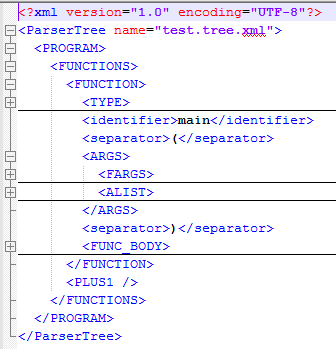 <?xml version="1.0" encoding="UTF-8"?>
<ParserTree name="test.tree.xml">
<PROGRAM>
<FUNCTIONS>
<FUNCTION>
<TYPE>
<identifier>main</identifier>
<separator>(</separator>
<ARGS>
<FARGS>
<ALIST>
</ARGS>
<separator>)</separator>
<FUNC_BODY>
</FUNCTION>
<PLUS1 />
</FUNCTIONS>
</PROGRAM>
</ParserTree>